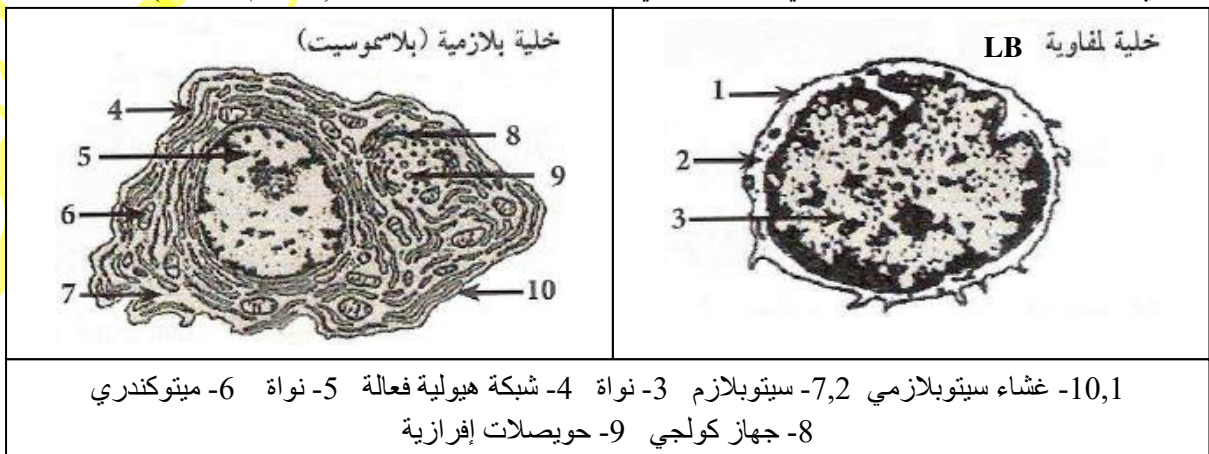 خلية لمفاوية LB
1
2
3
خلية بلازمية (بلاسموسيت)
4
5
6
7
8
9
10
10,1- غشاء سيتوبلازمي 7,2- سيتوبلازم 3- نواة 4- شبكة هيولية فعالة 5- نواة 6- ميتوكندري
8- جهاز كولجي 9- حويصلات إفرازية